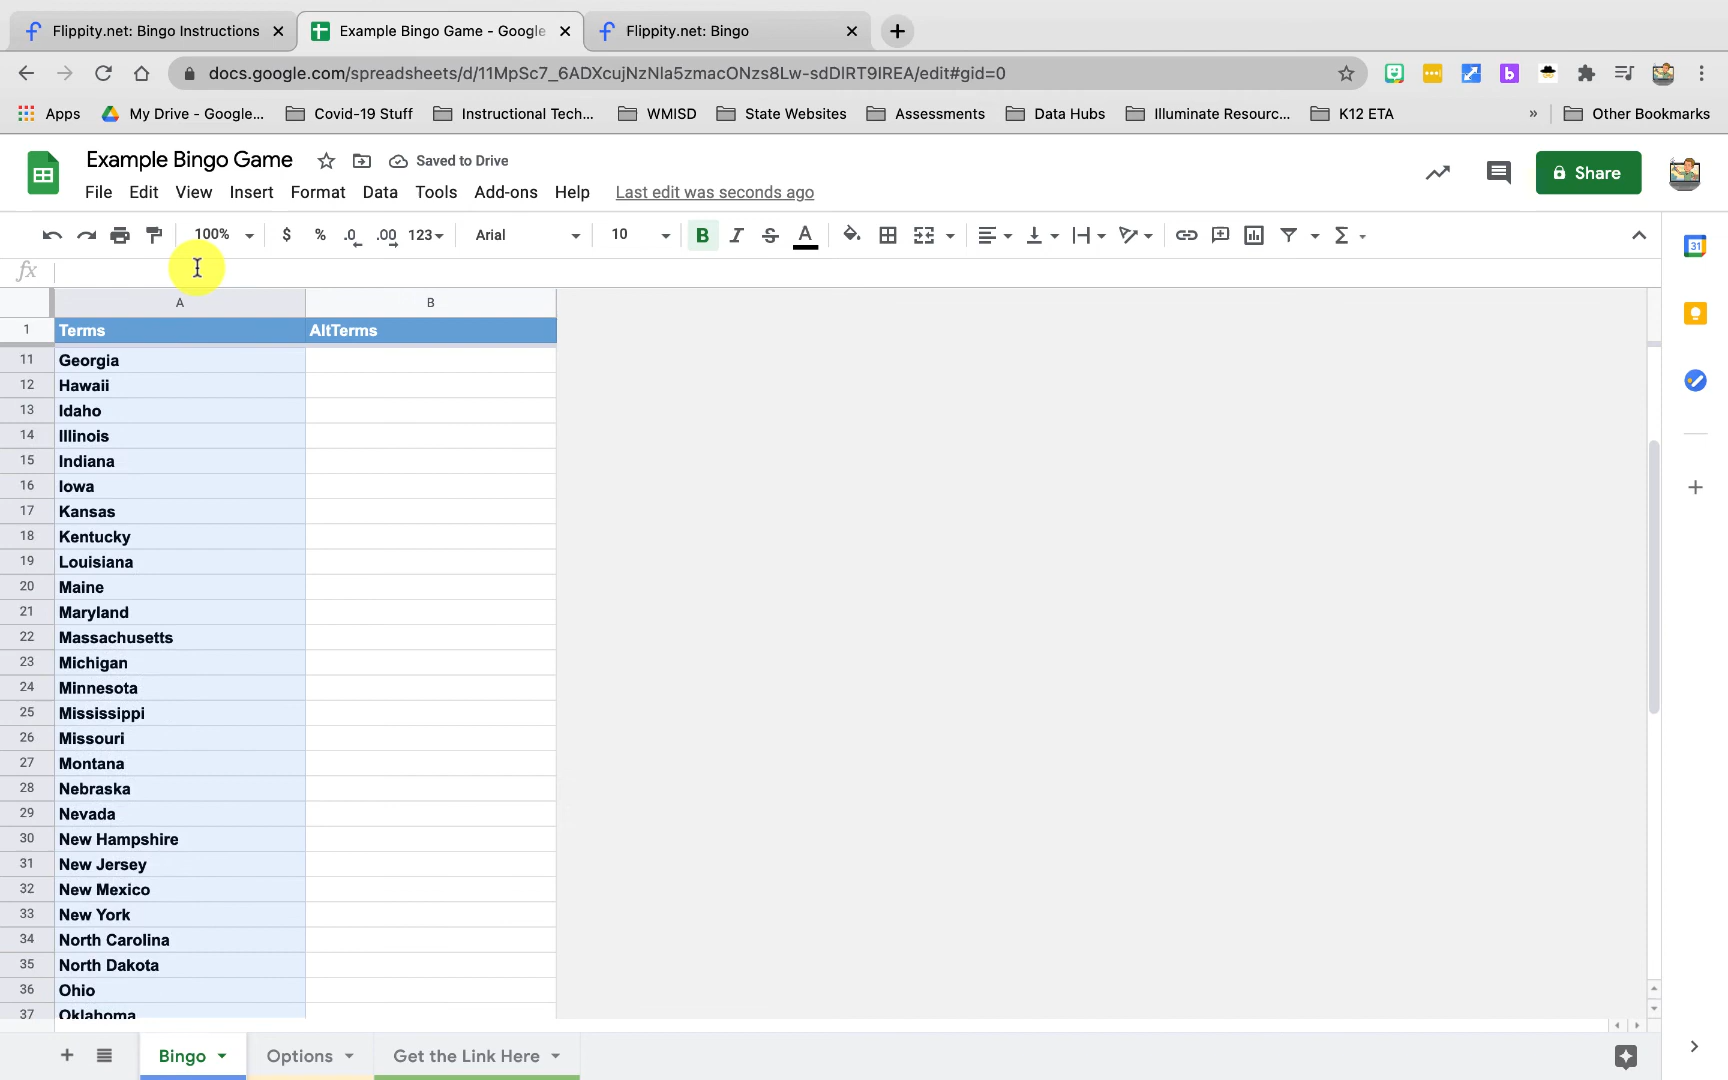 Flippity.net: Bingo Instructions
Example Bingo Game - Google
Flippity.net: Bingo
docs.google.com/spreadsheets/d/11MpSc7_6ADXcujNzNla5zmacONzs8Lw-sdDIRT9IREA/edit#gid=0
Apps My Drive - Google... Covid-19 Stuff Instructional Tech... WMISD State Websites Assessments Data Hubs Illuminate Resourc... K12 ETA » Other Bookmarks
Example Bingo Game Saved to Drive
File Edit View Insert Format Data Tools Add-ons Help Last edit was seconds ago
Share
100% $ % .0 .00 123 Arial 10 B I S A Σ
31
fx
A B
1 Terms AltTerms
11 Georgia
12 Hawaii
13 Idaho
14 Illinois
15 Indiana
16 Iowa
17 Kansas
18 Kentucky
19 Louisiana
20 Maine
21 Maryland
22 Massachusetts
23 Michigan
24 Minnesota
25 Mississippi
26 Missouri
27 Montana
28 Nebraska
29 Nevada
30 New Hampshire
31 New Jersey
32 New Mexico
33 New York
34 North Carolina
35 North Dakota
36 Ohio
37 Oklahoma
Bingo Options Get the Link Here